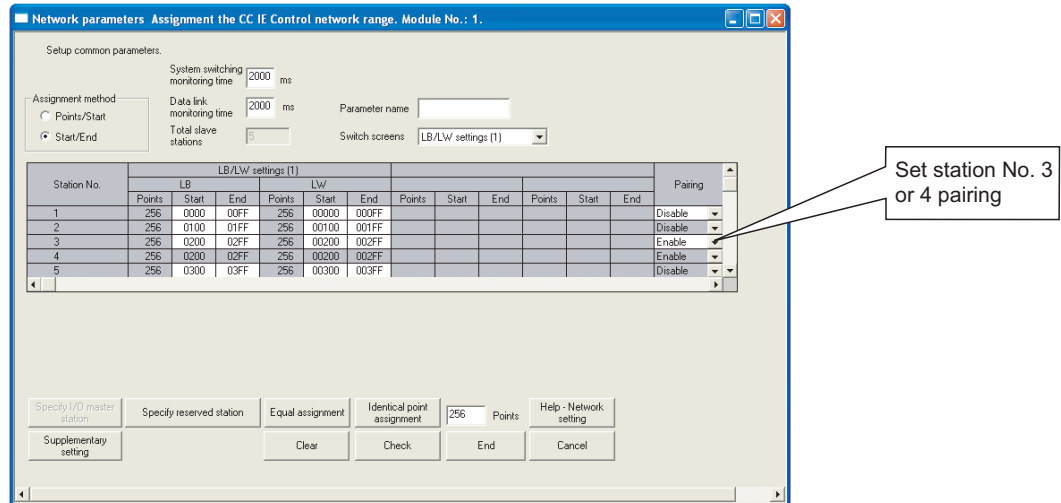 Network parameters Assignment the CC IE Control network range. Module No.: 1.
Setup common parameters.
System switching monitoring time 2000 ms
Assignment method
Points/Start
Start/End
Data link monitoring time 2000 ms
Parameter name
Total slave stations 5
Switch screens LB/LW settings (1)
Station No. LB/LW settings (1) Pairing
LB LW
Points Start End Points Start End Points Start End Points Start End
1 256 0000 00FF 256 00000 000FF Disable
2 256 0100 01FF 256 00100 001FF Disable
3 256 0200 02FF 256 00200 002FF Enable
4 256 0200 02FF 256 00200 002FF Enable
5 256 0300 03FF 256 00300 003FF Disable
Set station No. 3
or 4 pairing
Specify I/O master station
Specify reserved station
Equal assignment
Identical point assignment
256 Points
Help - Network setting
Supplementary setting
Clear
Check
End
Cancel